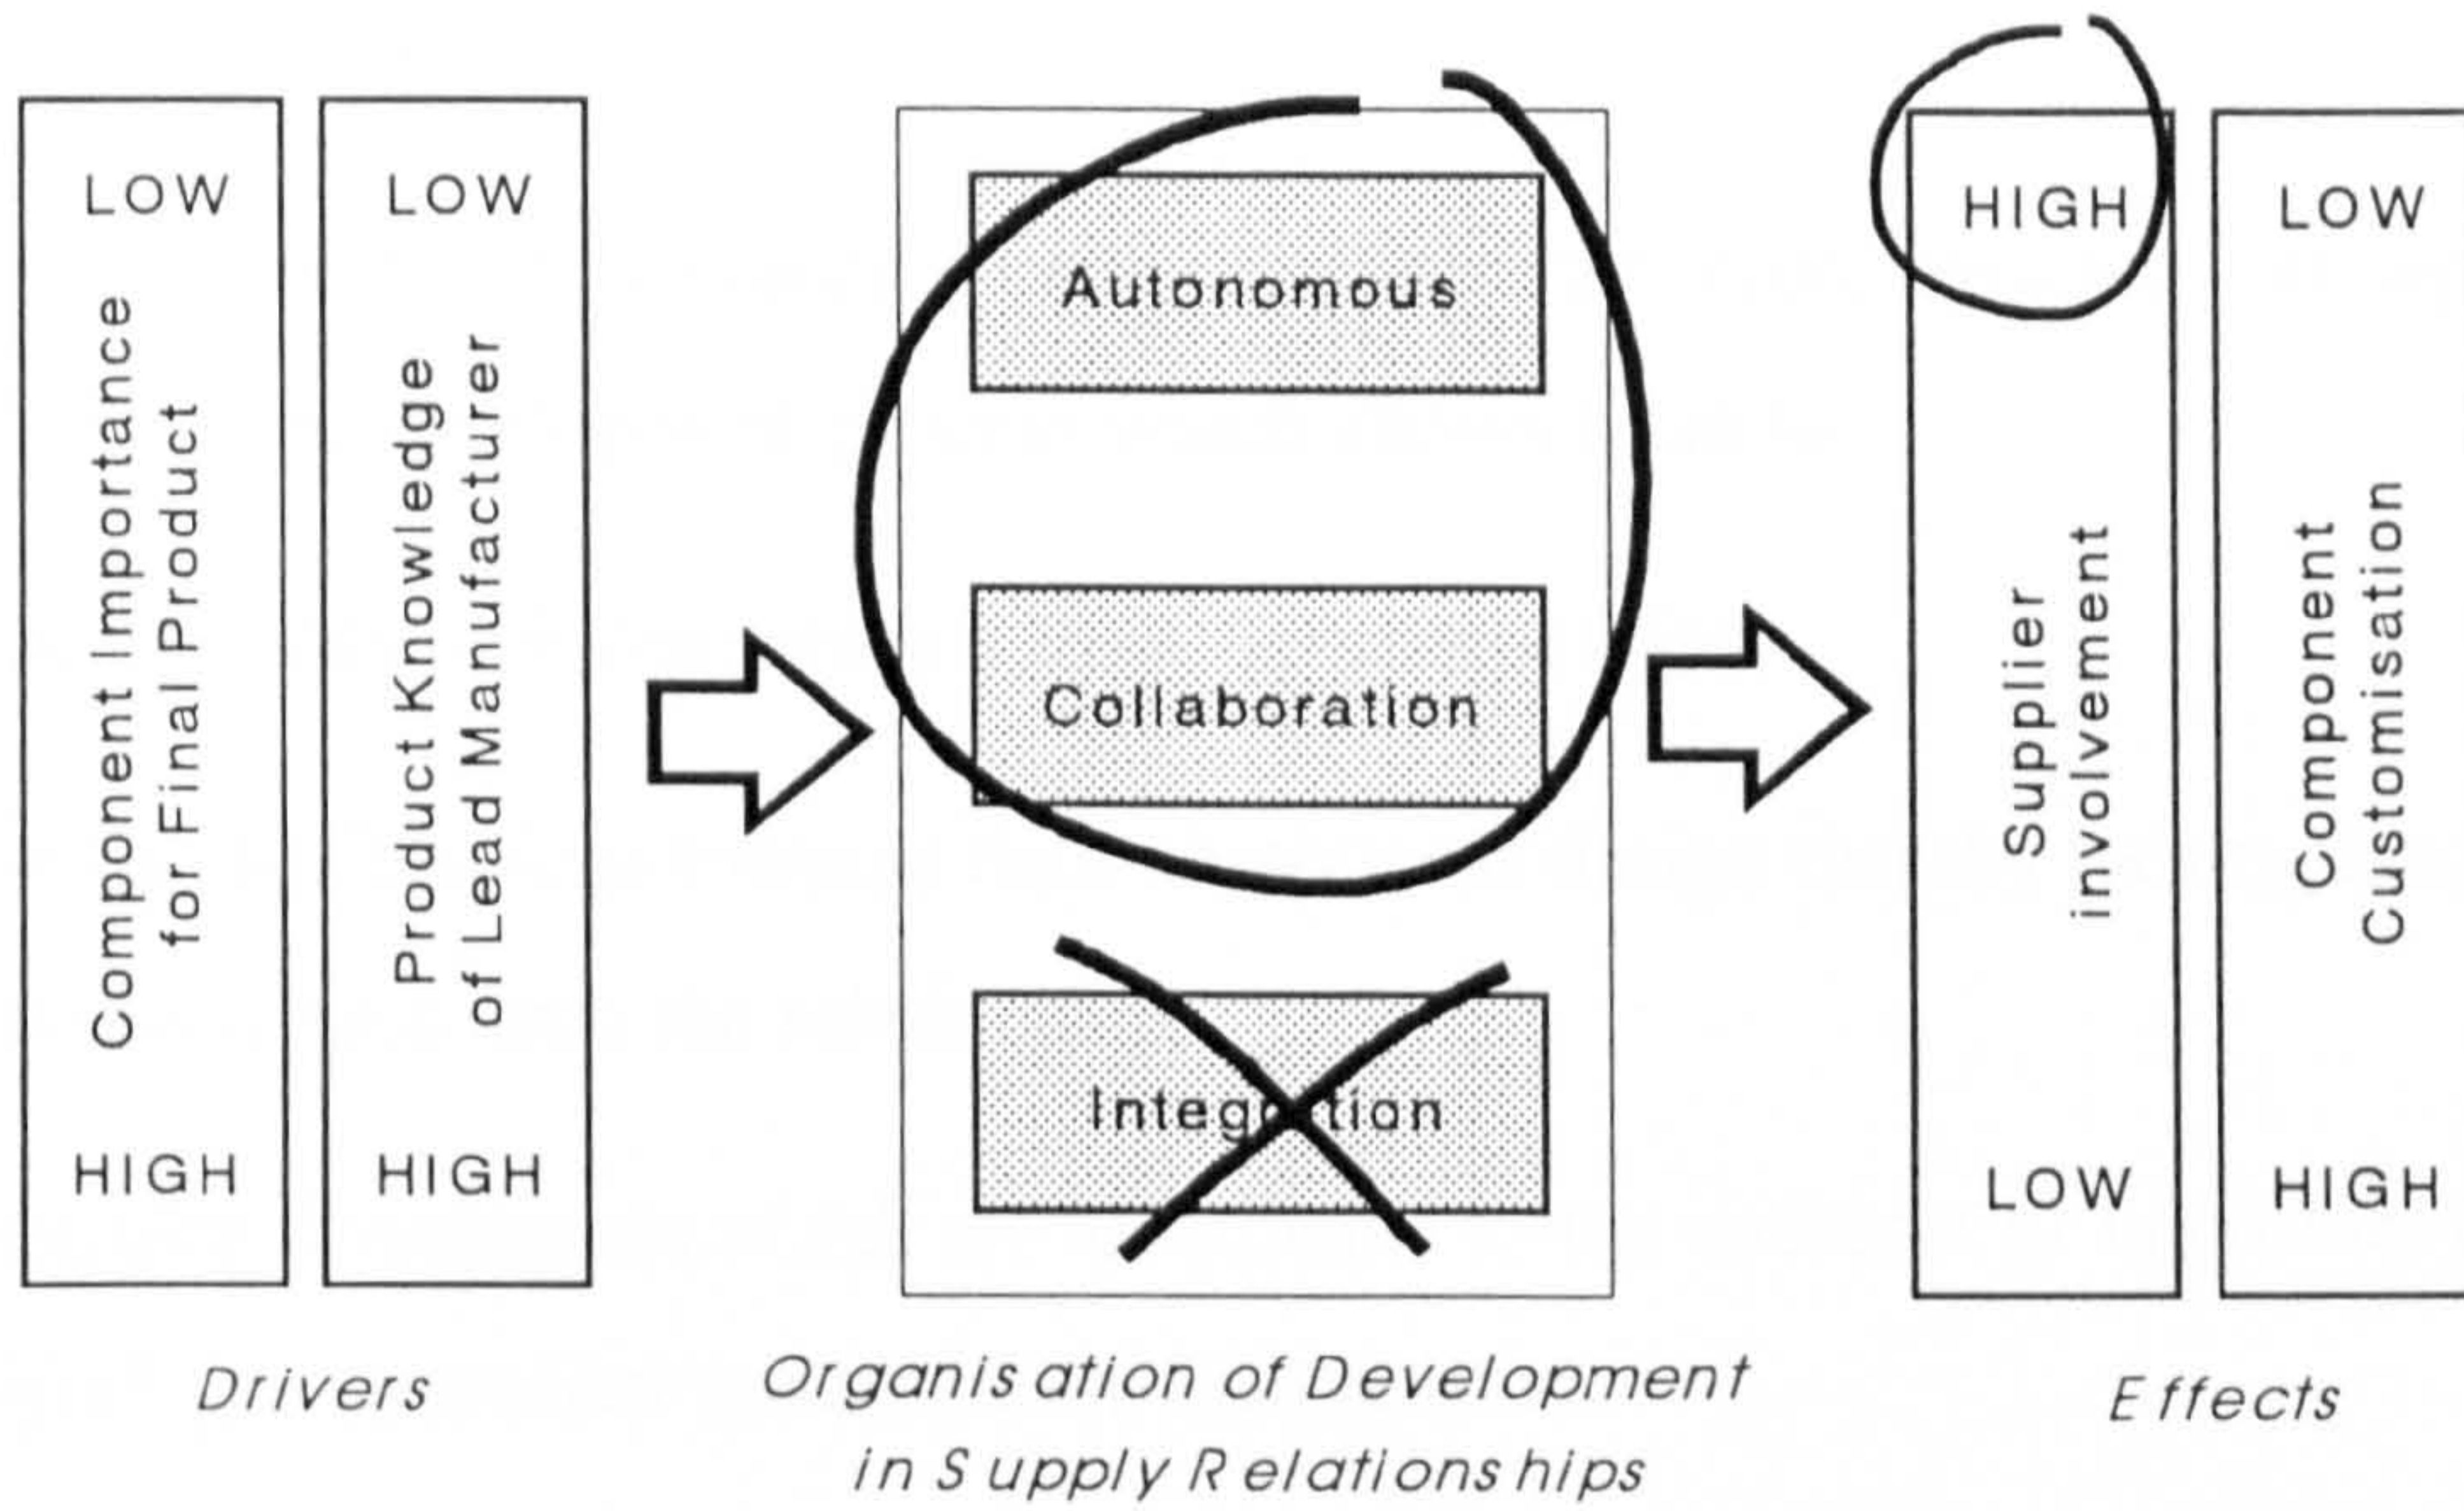 LOW
Component Importance
for Final Product
HIGH
LOW
Product Knowledge
of Lead Manufacturer
HIGH
Drivers
Autonomous
Collaboration
Organisation of Development
in Supply Relationships
HIGH
Supplier
involvement
LOW
LOW
Component
Customisation
HIGH
Effects